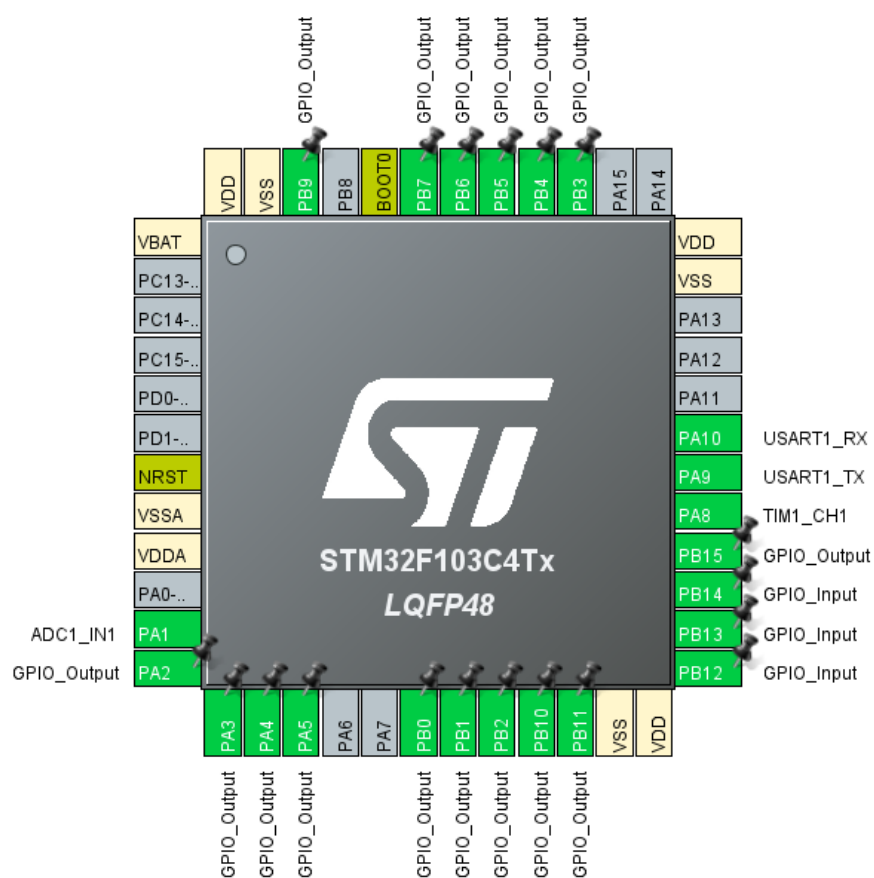 GPIO_Output
GPIO_Output
GPIO_Output
GPIO_Output
GPIO_Output
GPIO_Output
VDD
VSS
PB9
PB8
BOOT0
PB7
PB6
PB5
PB4
PB3
PA15
PA14
VBAT
PC13-..
PC14-..
PC15-..
PD0-..
PD1-..
NRST
VSSA
VDDA
PA0-..
ADC1_IN1 PA1
GPIO_Output PA2
ST
STM32F103C4Tx
LQFP48
VDD
VSS
PA13
PA12
PA11
PA10 USART1_RX
PA9 USART1_TX
PA8 TIM1_CH1
PB15 GPIO_Output
PB14 GPIO_Input
PB13 GPIO_Input
PB12 GPIO_Input
PA3
PA4
PA5
PA6
PA7
PB0
PB1
PB2
PB10
PB11
VSS
VDD
GPIO_Output
GPIO_Output
GPIO_Output
GPIO_Output
GPIO_Output
GPIO_Output
GPIO_Output
GPIO_Output